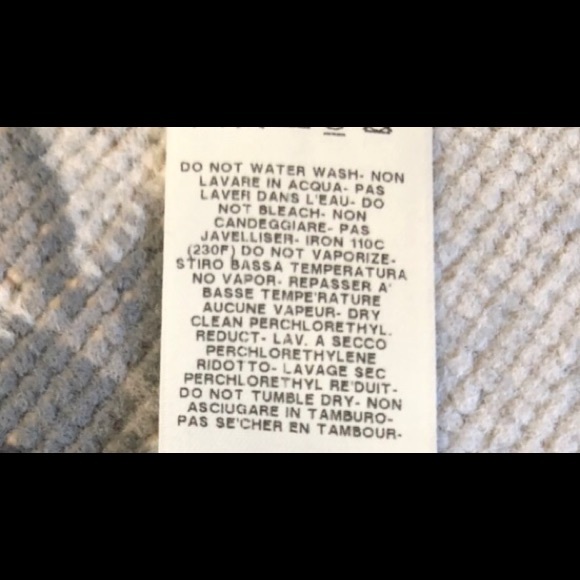 DO NOT WATER WASH- NON
LAVARE IN ACQUA- PAS
LAVER DANS L'EAU- DO
NOT BLEACH- NON
CANDEGGIARE- PAS
JAVELLISER- IRON 110C
(230F) DO NOT VAPORIZE-
STIRO BASSA TEMPERATURA
NO VAPOR- REPASSER A'
BASSE TEMPE'RATURE
AUCUNE VAPEUR- DRY
CLEAN PERCHLORETHYL.
REDUCT- LAV. A SECCO
PERCHLORETHYLENE
RIDOTTO- LAVAGE SEC
PERCHLORETHYL RE'DUIT-
DO NOT TUMBLE DRY- NON
ASCIUGARE IN TAMBURO-
PAS SE'CHER EN TAMBOUR-